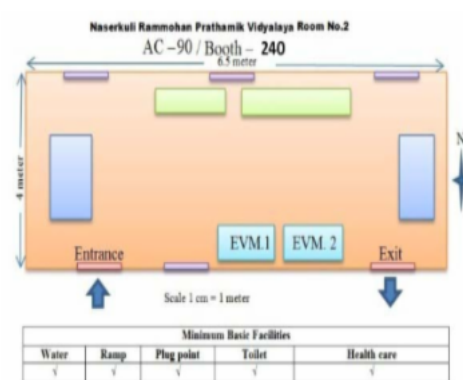 Naserkuli Rammohan Prathamik Vidyalaya Room No.2
AC -90 / Booth - 240
6.5 meter
4 meter
N
EVM.1
EVM. 2
Entrance
Exit
Scale 1 cm = 1 meter
Minimum Basic Facilities
Water Ramp Plug point Toilet Health care
√ √ √ √ √